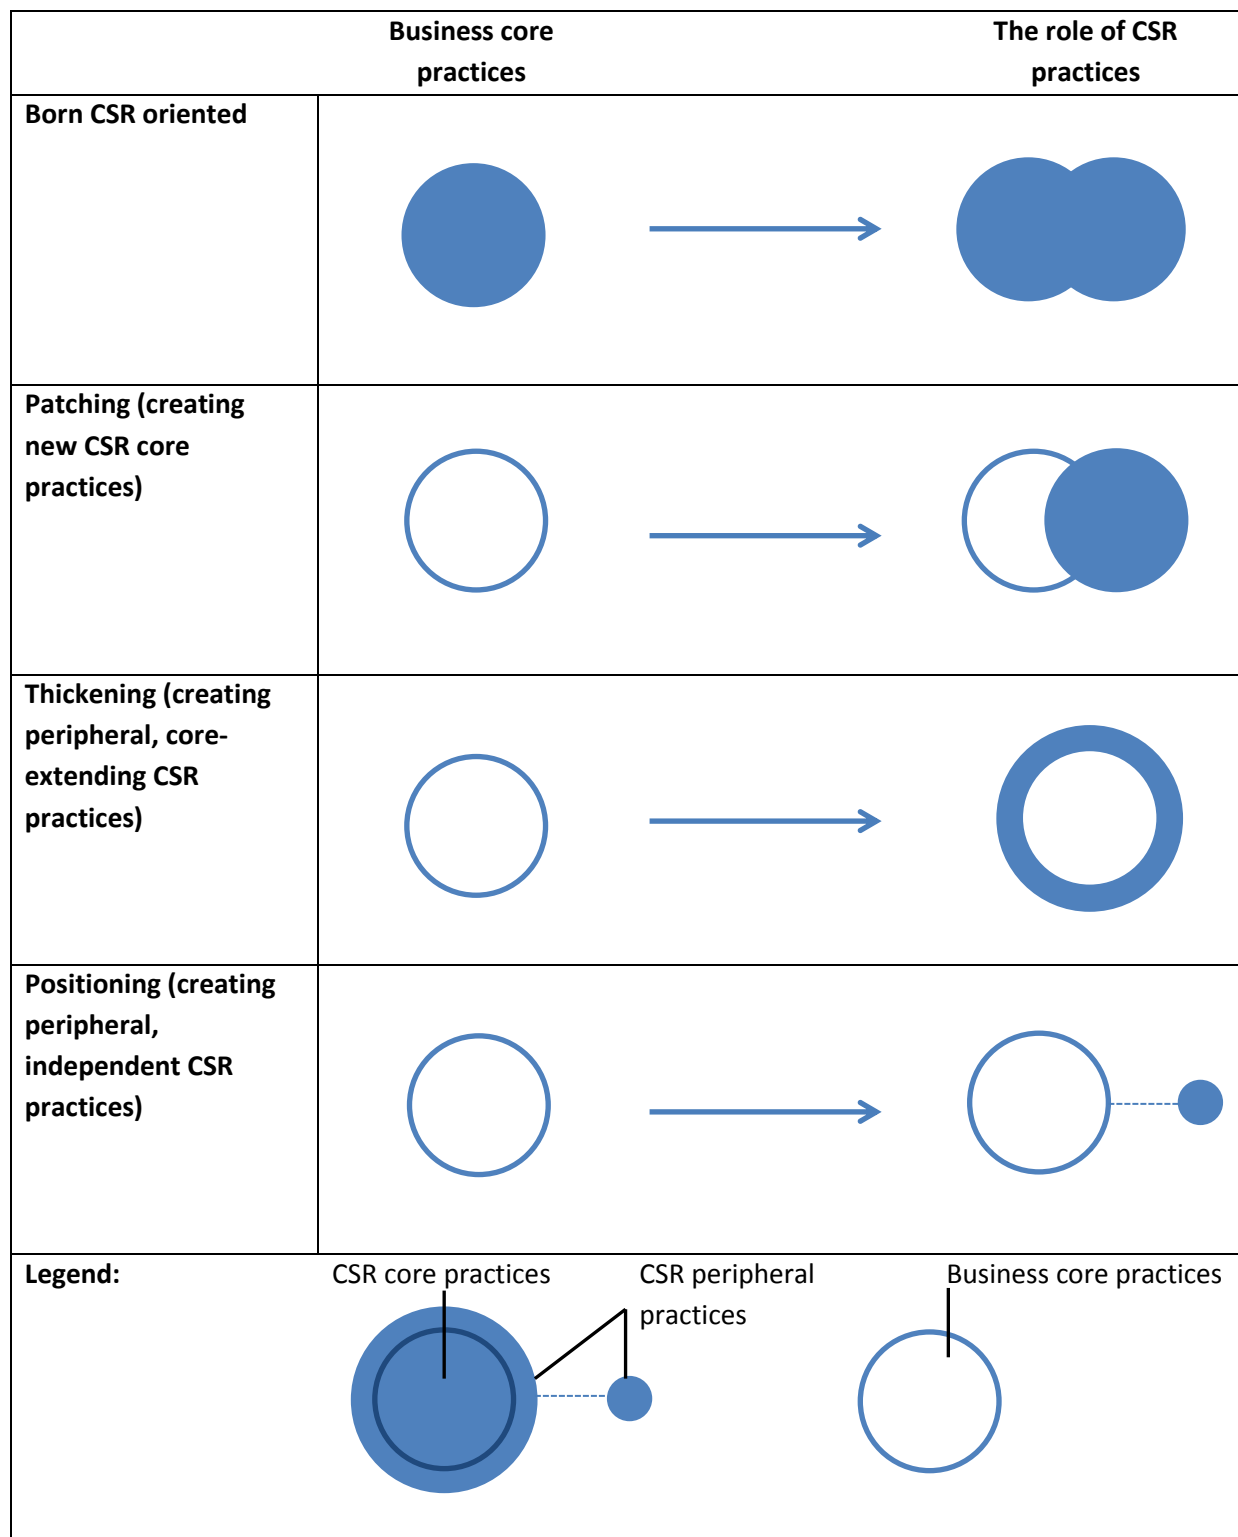 Business core
practices
The role of CSR
practices
Born CSR oriented
Patching (creating
new CSR core
practices)
Thickening (creating
peripheral, core-
extending CSR
practices)
Positioning (creating
peripheral,
independent CSR
practices)
Legend:
CSR core practices
CSR peripheral
practices
Business core practices